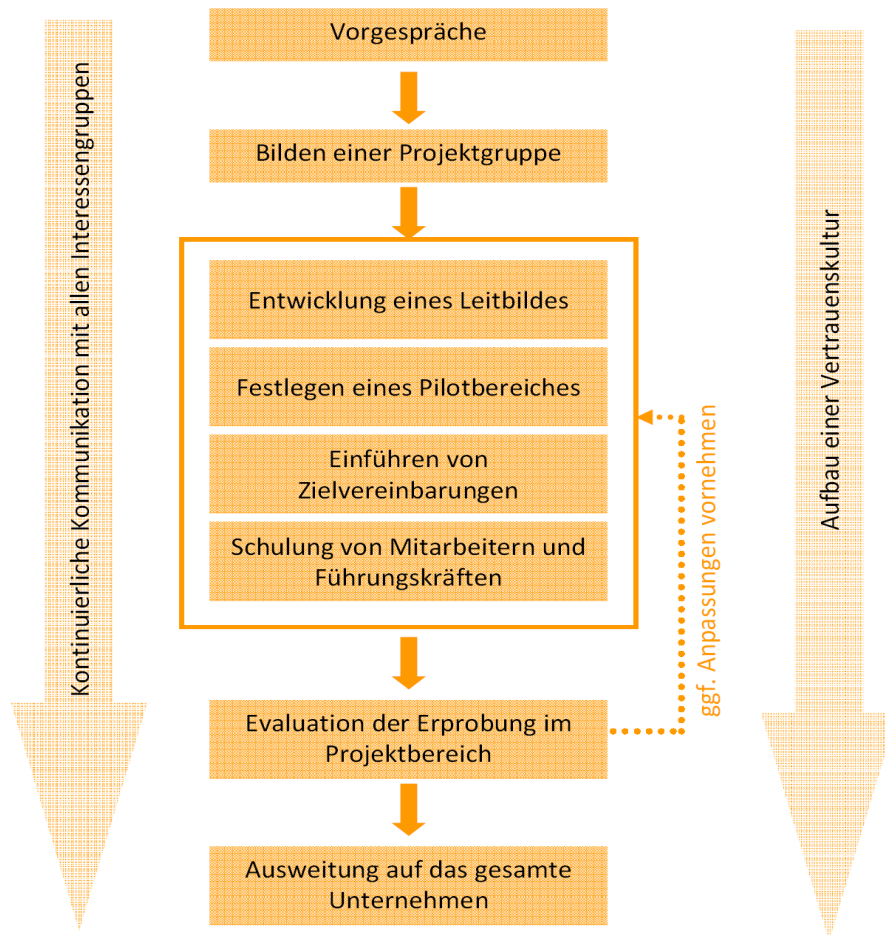 Vorgespräche
Bilden einer Projektgruppe
Entwicklung eines Leitbildes
Festlegen eines Pilotbereiches
Einführen von
Zielvereinbarungen
Schulung von Mitarbeitern und
Führungskräften
Evaluation der Erprobung im
Projektbereich
Ausweitung auf das gesamte
Unternehmen
Kontinuierliche Kommunikation mit allen Interessengruppen
ggf. Anpassungen vornehmen
Aufbau einer Vertrauenskultur